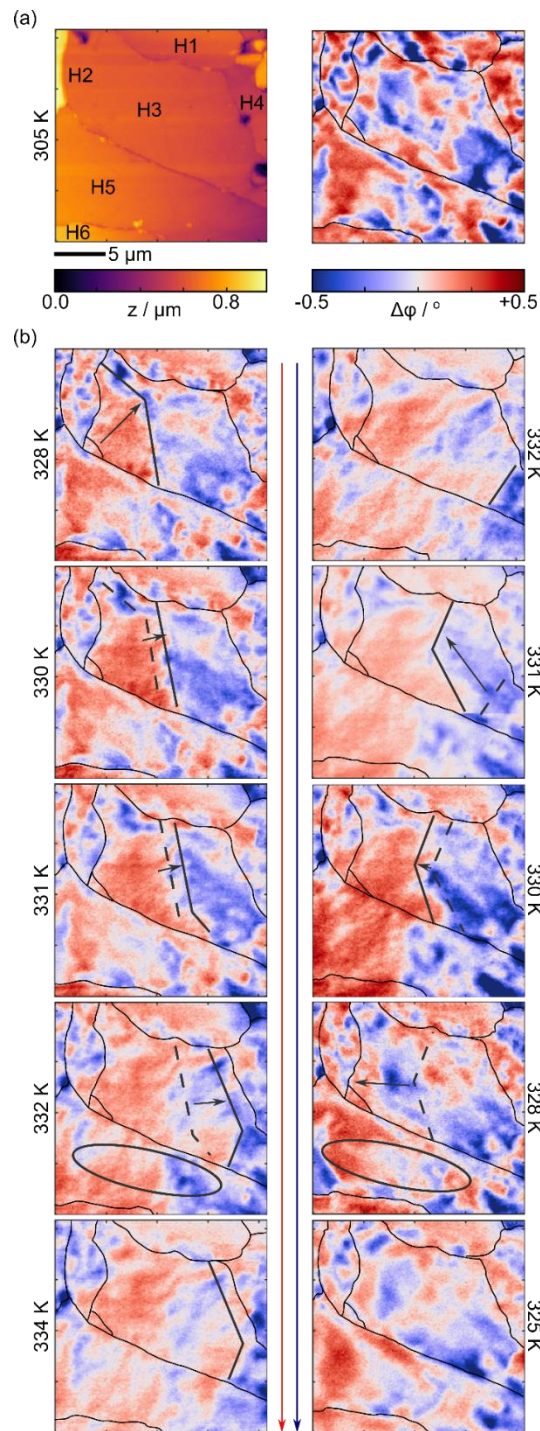 (a)
H1
H2
H3
H4
H5
H6
305 K
5 μm
0.0 0.8
z / μm
-0.5 +0.5
Δφ / °
(b)
328 K
332 K
330 K
331 K
331 K
330 K
332 K
328 K
334 K
325 K